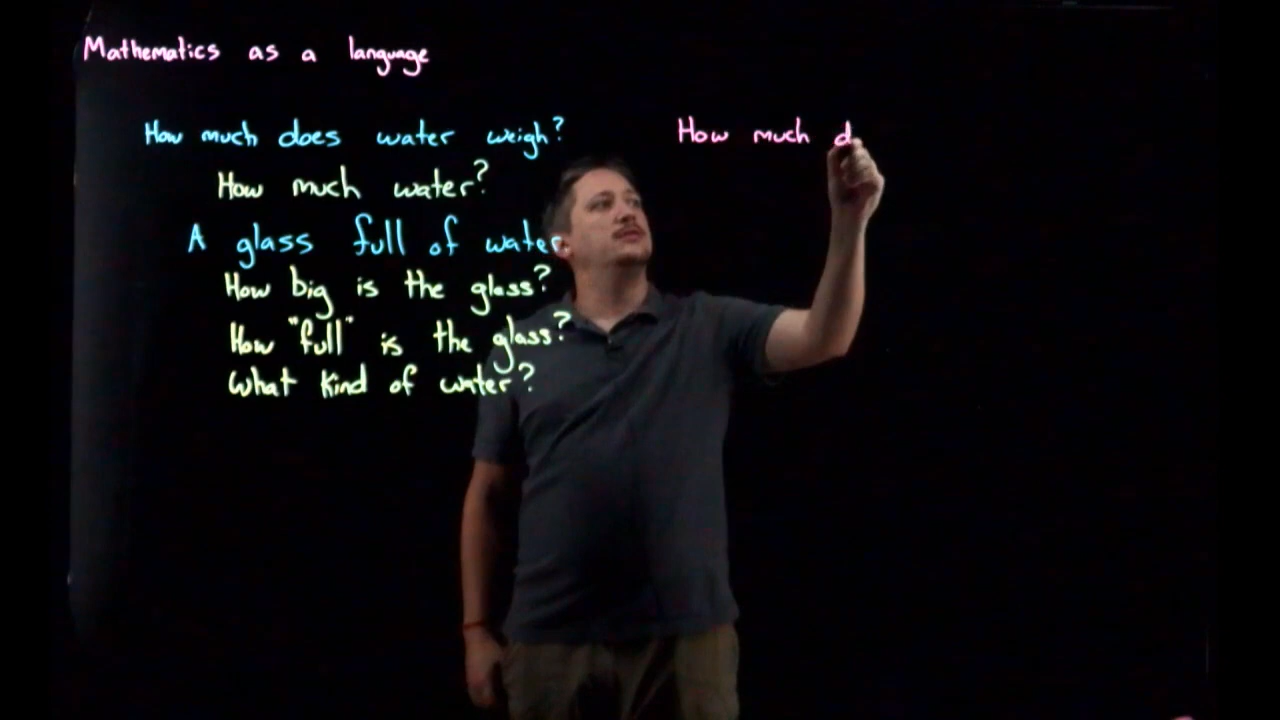 Mathematics as a language
How much does water weigh?
How much water?
A glass full of water
How big is the glass?
How "full" is the glass?
What kind of water?
How much d